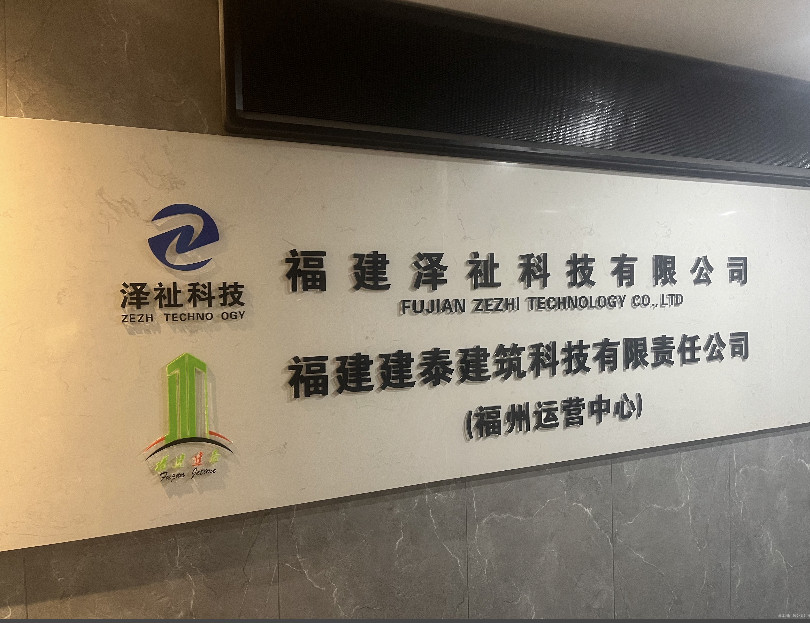 福建泽祉科技有限公司
FUJIAN ZEZHI TECHNOLOGY CO.,LTD
泽祉科技
ZEZH TECHNO OGY
福建建泰建筑科技有限责任公司
(福州运营中心)